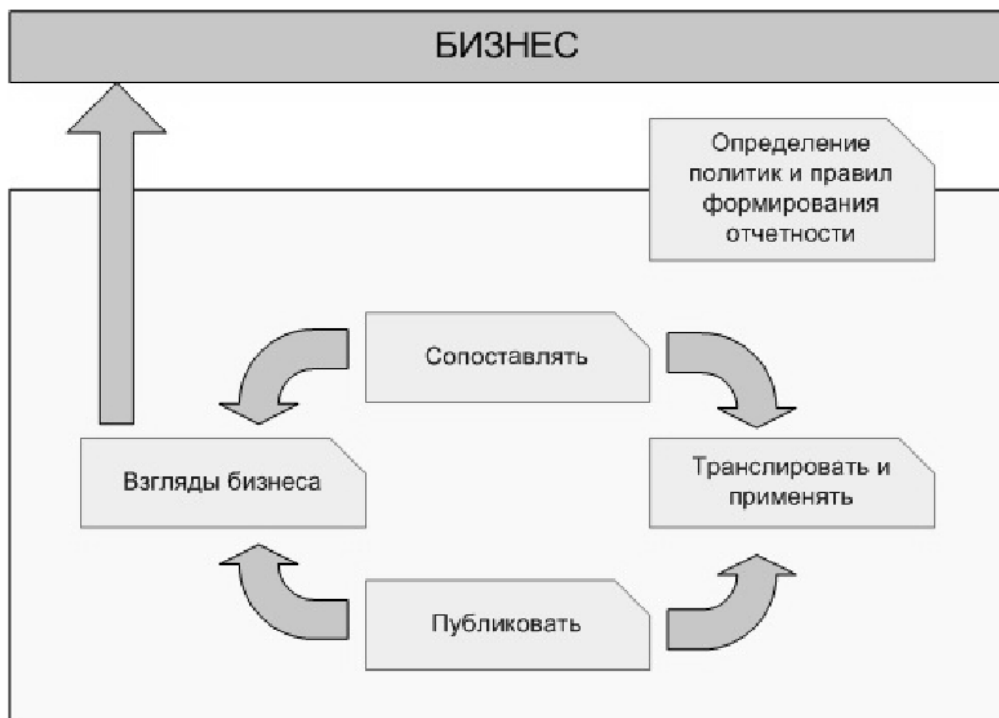 БИЗНЕС
Определение
политик и правил
формирования
отчетности
Сопоставлять
Взгляды бизнеса
Транслировать и
применять
Публиковать